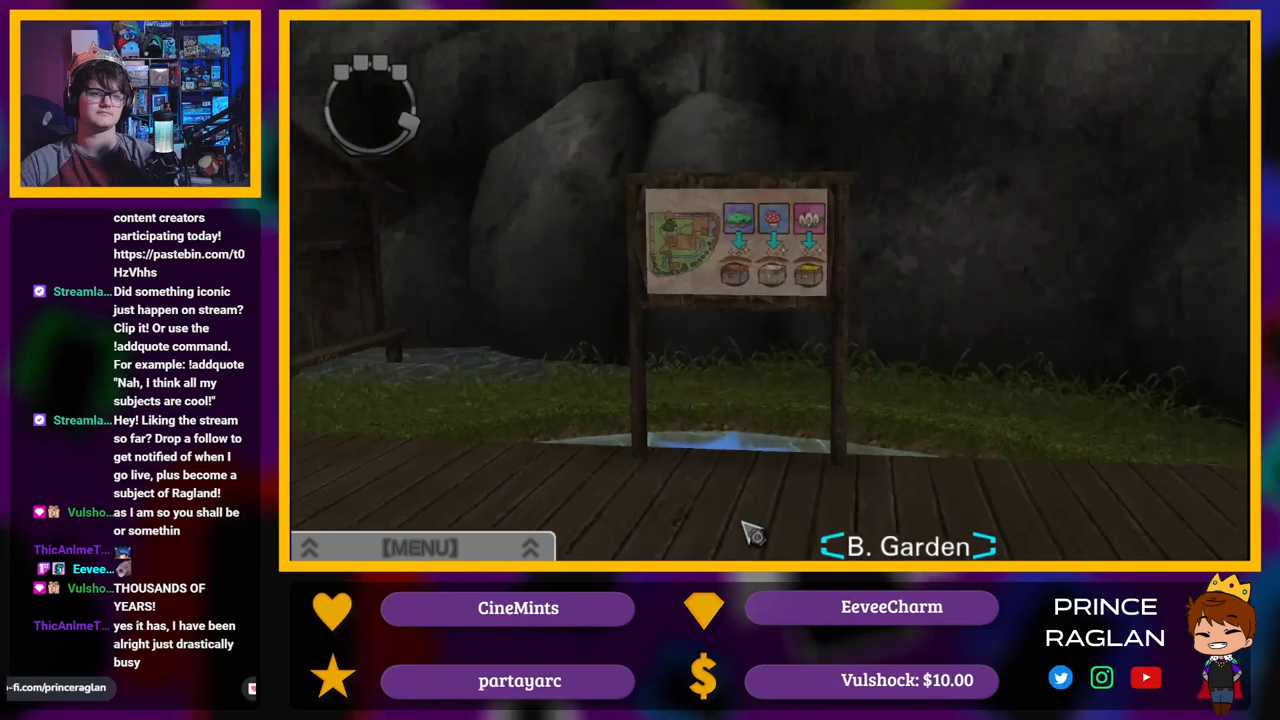 content creators
participating today!
https://pastebin.com/t0
HzVhhs
Streamla... Did something iconic
just happen on stream?
Clip it! Or use the
!addquote command.
For example: !addquote
"Nah, I think all my
subjects are cool!"
Streamla... Hey! Liking the stream
so far? Drop a follow to
get notified of when I
go live, plus become a
subject of Ragland!
Vulsho... as I am so you shall be
or somethin
ThicAnImeT...
Eevee...
Vulsho... THOUSANDS OF
YEARS!
ThicAnImeT... yes it has, I have been
alright just drastically
busy
o-fi.com/princeraglan
【MENU】
B. Garden
CineMints
EeveeCharm
partayarc
Vulshock: $10.00
PRINCE
RAGLAN